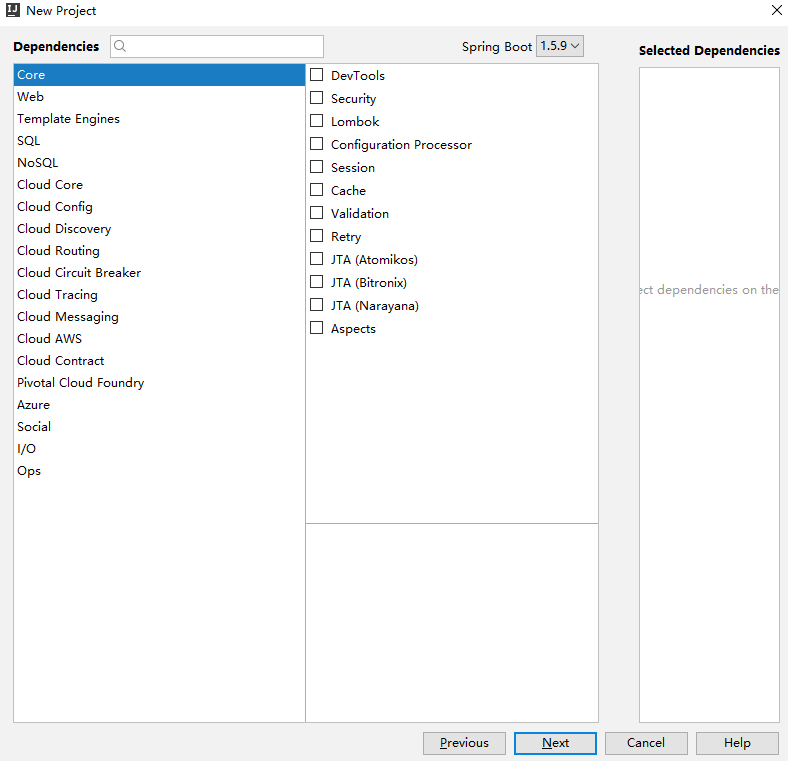 IJ New Project
Dependencies
Spring Boot 1.5.9
Selected Dependencies
Core
Web
Template Engines
SQL
NoSQL
Cloud Core
Cloud Config
Cloud Discovery
Cloud Routing
Cloud Circuit Breaker
Cloud Tracing
Cloud Messaging
Cloud AWS
Cloud Contract
Pivotal Cloud Foundry
Azure
Social
I/O
Ops
DevTools
Security
Lombok
Configuration Processor
Session
Cache
Validation
Retry
JTA (Atomikos)
JTA (Bitronix)
JTA (Narayana)
Aspects
ect dependencies on the
Previous
Next
Cancel
Help